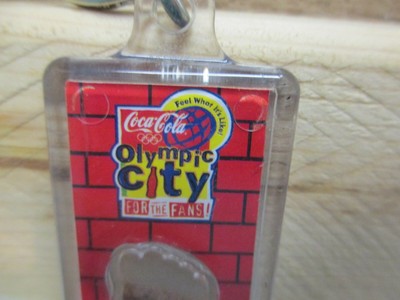 Feel What It's Like!
Coca-Cola
Olympic
City
FOR THE FANS